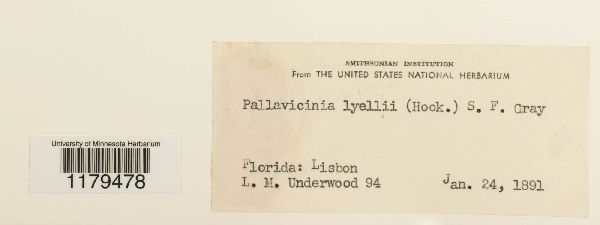 SMITHSONIAN INSTITUTION
From THE UNITED STATES NATIONAL HERBARIUM
Pallavicinia lyellii (Hook.) S. F. Gray
Florida: Lisbon
L. M. Underwood 94 Jan. 24, 1891
University of Minnesota Herbarium
1179478